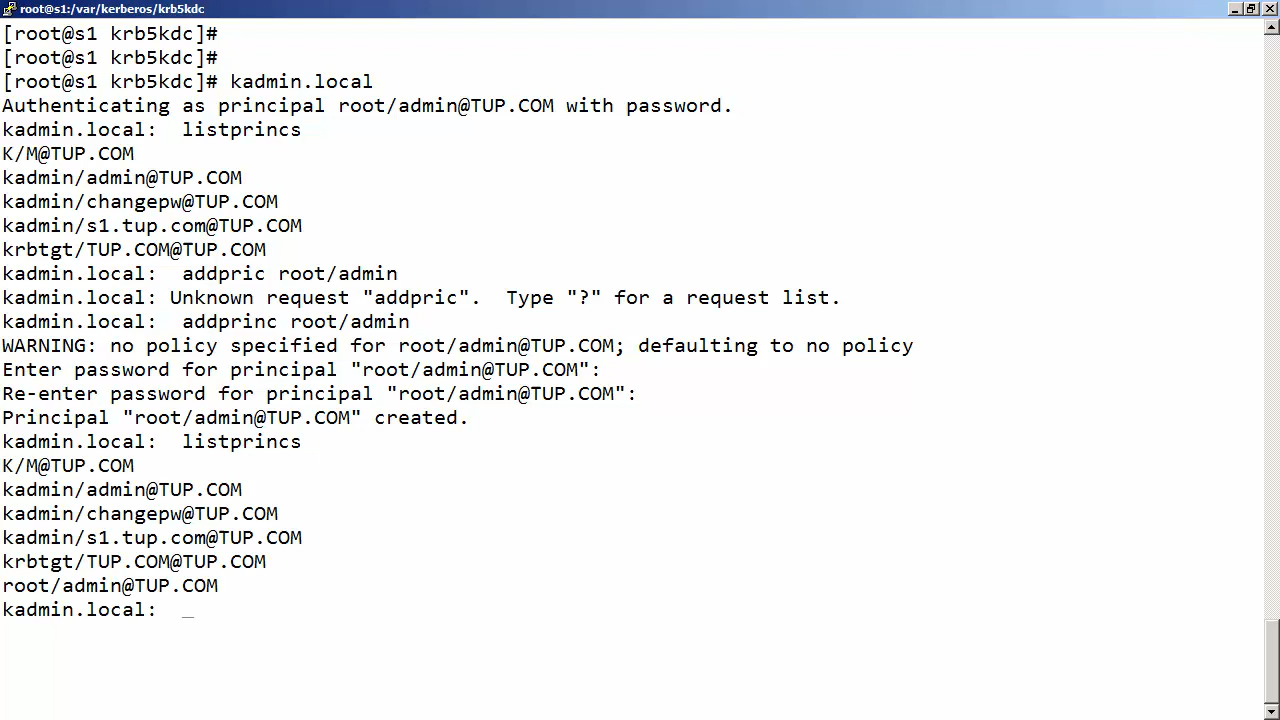 root@s1:/var/kerberos/krb5kdc
[root@s1 krb5kdc]#
[root@s1 krb5kdc]#
[root@s1 krb5kdc]# kadmin.local
Authenticating as principal root/admin@TUP.COM with password.
kadmin.local:  listprincs
K/M@TUP.COM
kadmin/admin@TUP.COM
kadmin/changepw@TUP.COM
kadmin/s1.tup.com@TUP.COM
krbtgt/TUP.COM@TUP.COM
kadmin.local:  addpric root/admin
kadmin.local: Unknown request "addpric".  Type "?" for a request list.
kadmin.local:  addprinc root/admin
WARNING: no policy specified for root/admin@TUP.COM; defaulting to no policy
Enter password for principal "root/admin@TUP.COM":
Re-enter password for principal "root/admin@TUP.COM":
Principal "root/admin@TUP.COM" created.
kadmin.local:  listprincs
K/M@TUP.COM
kadmin/admin@TUP.COM
kadmin/changepw@TUP.COM
kadmin/s1.tup.com@TUP.COM
krbtgt/TUP.COM@TUP.COM
root/admin@TUP.COM
kadmin.local:  _